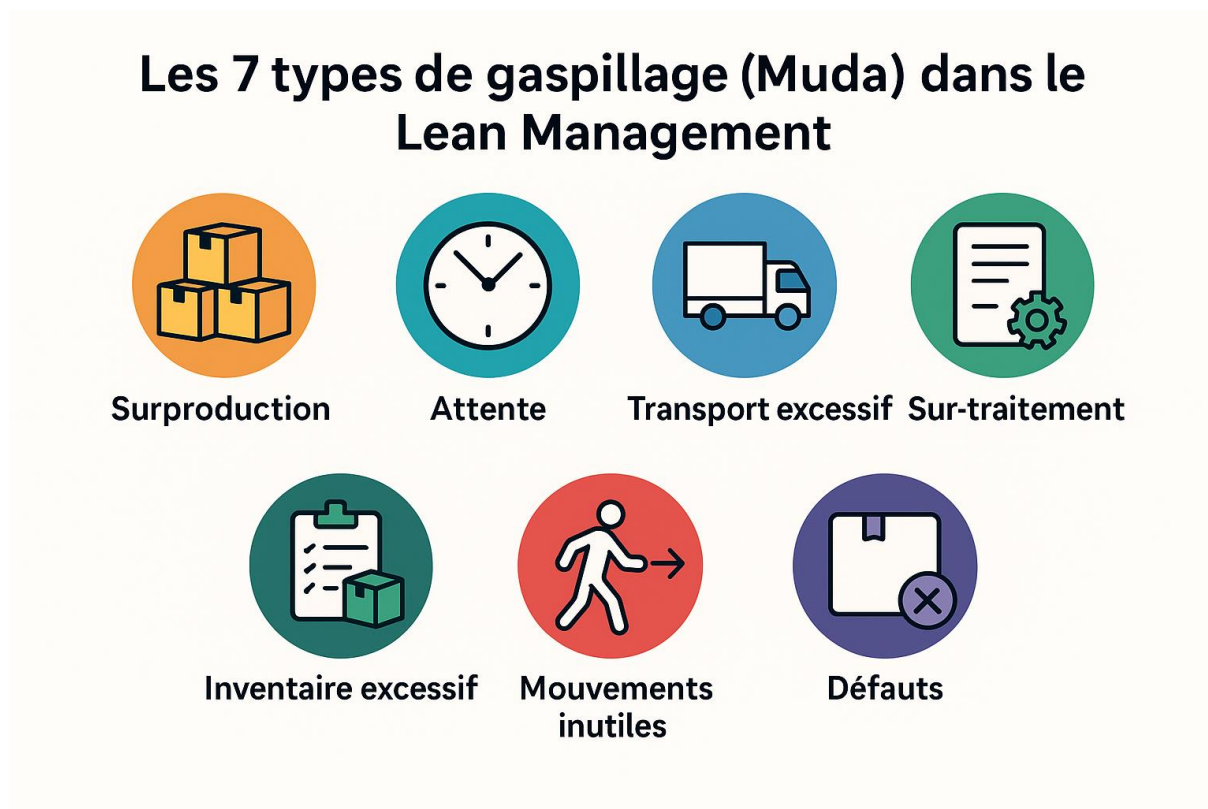 Les 7 types de gaspillage (Muda) dans le
Lean Management
Surproduction
Attente
Transport excessif
Sur-traitement
Inventaire excessif
Mouvements
inutiles
Défauts